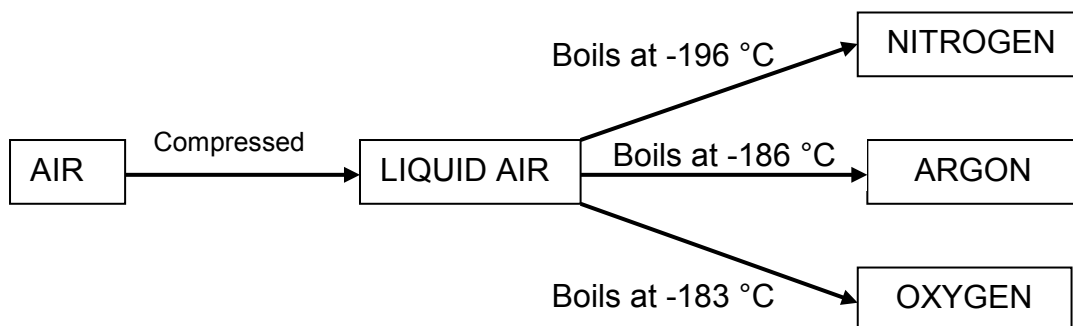 NITROGEN
Boils at -196 °C
Compressed
AIR
LIQUID AIR
Boils at -186 °C
ARGON
Boils at -183 °C
OXYGEN